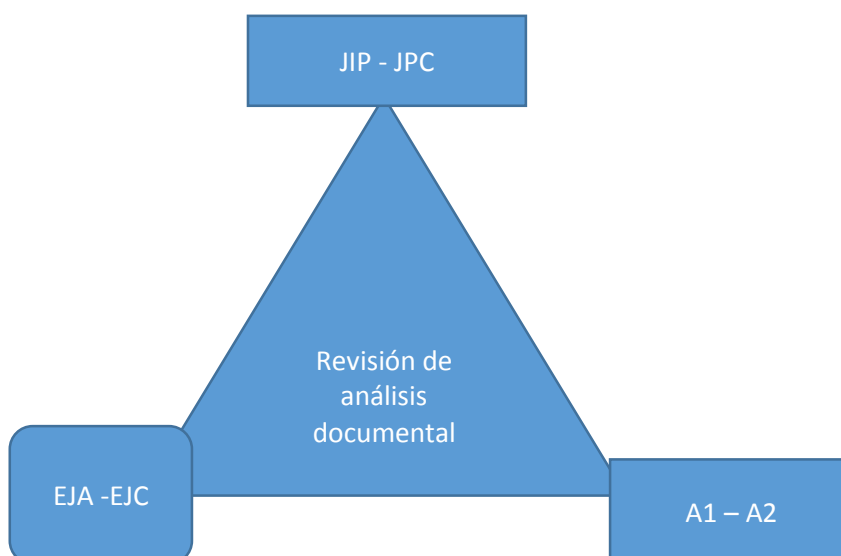 JIP - JPC
Revisión de
análisis
documental
EJA -EJC
A1 – A2